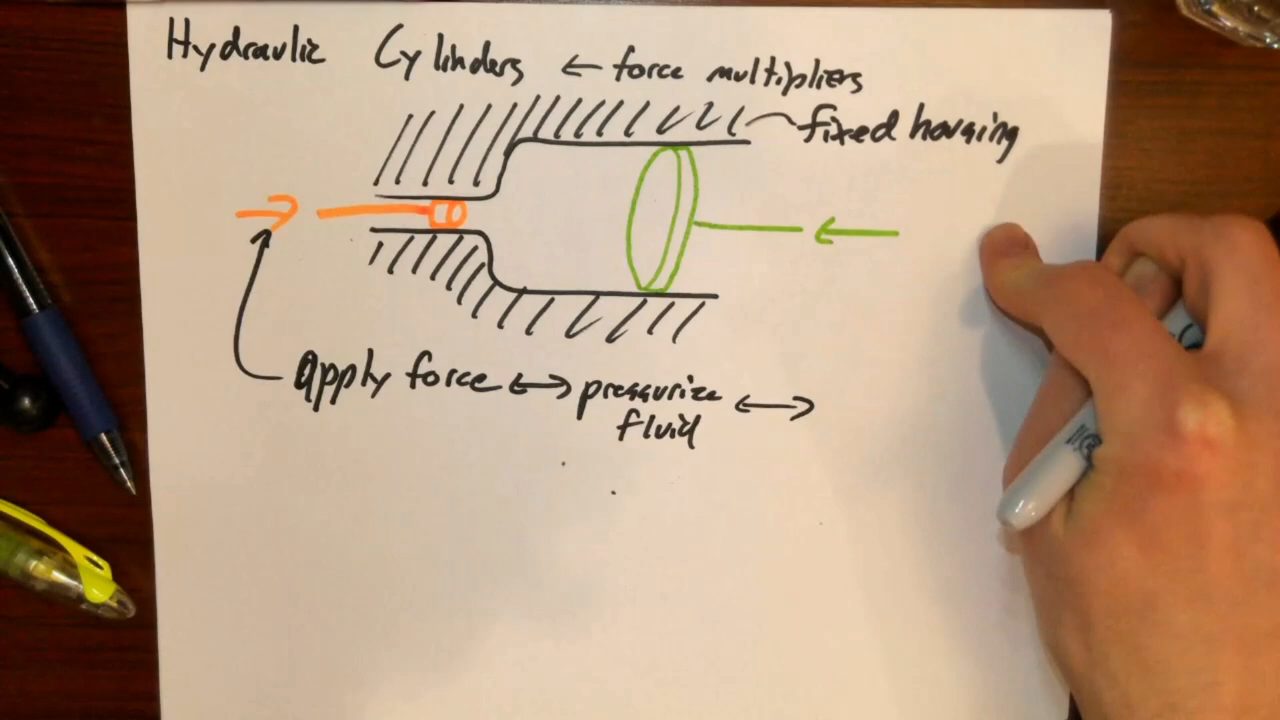 Hydraulic Cylinders ← force multipliers
fixed housing
apply force ↔ pressurize ↔
fluid